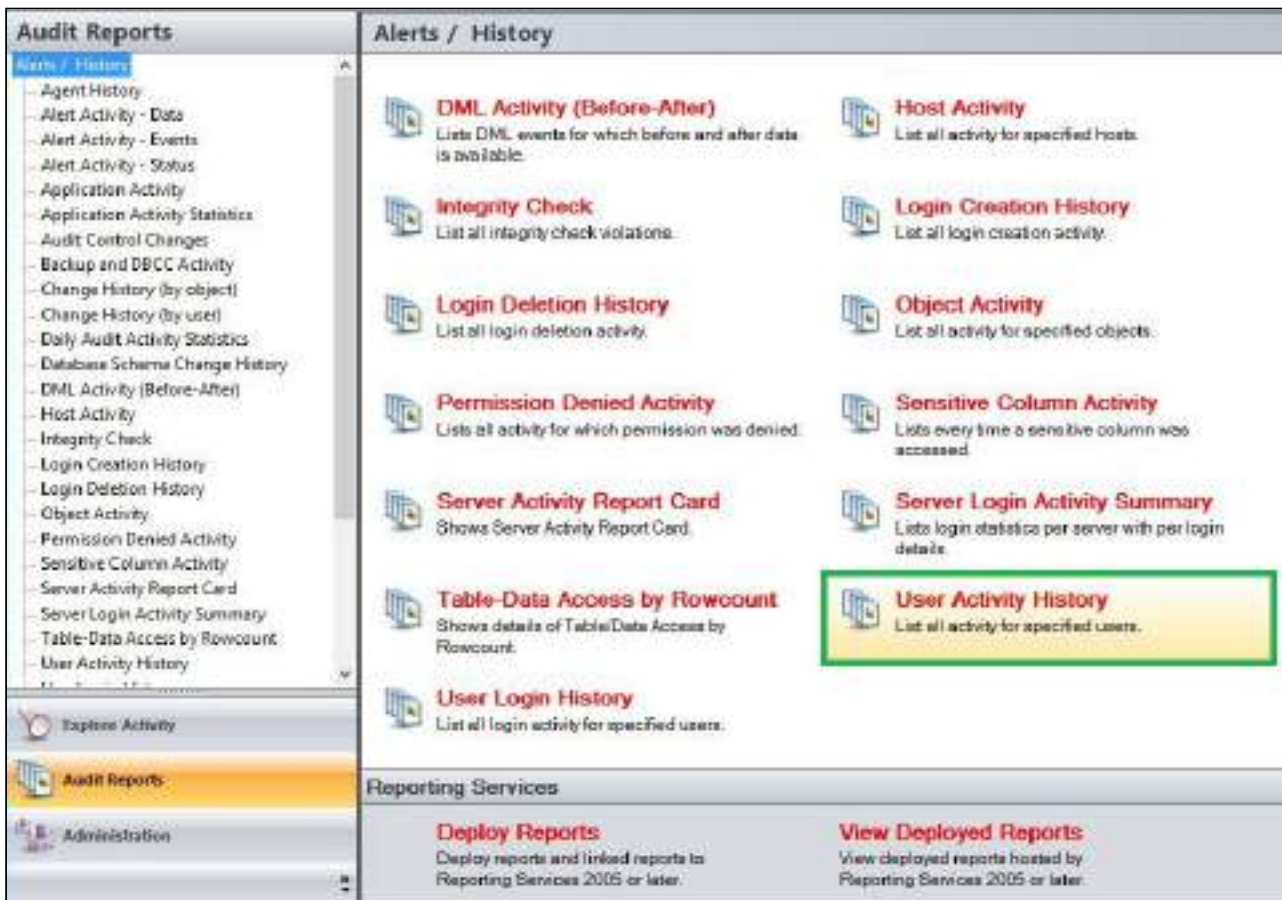 Audit Reports
Alerts / History
Agent History
Alert Activity - Data
Alert Activity - Events
Alert Activity - Status
Application Activity
Application Activity Statistics
Audit Control Changes
Backup and DBCC Activity
Change History (by object)
Change History (by user)
Daily Audit Activity Statistics
Database Schema Change History
DML Activity (Before-After)
Host Activity
Integrity Check
Login Creation History
Login Deletion History
Object Activity
Permission Denied Activity
Sensitive Column Activity
Server Activity Report Card
Server Login Activity Summary
Table-Data Access by Rowcount
User Activity History
Explore Activity
Audit Reports
Administration
Alerts / History
DML Activity (Before-After)
Lists DML events for which before and after data
is available.
Host Activity
List all activity for specified hosts.
Integrity Check
List all integrity check violations.
Login Creation History
List all login creation activity.
Login Deletion History
List all login deletion activity.
Object Activity
List all activity for specified objects.
Permission Denied Activity
Lists all activity for which permission was denied.
Sensitive Column Activity
Lists every time a sensitive column was
accessed.
Server Activity Report Card
Shows Server Activity Report Card.
Server Login Activity Summary
Lists login statistics per server with per login
details.
Table-Data Access by Rowcount
Shows details of Table/Data Access by
Rowcount.
User Activity History
List all activity for specified users.
User Login History
List all login activity for specified users.
Reporting Services
Deploy Reports
Deploy reports and linked reports to
Reporting Services 2005 or later.
View Deployed Reports
View deployed reports hosted by
Reporting Services 2005 or later.